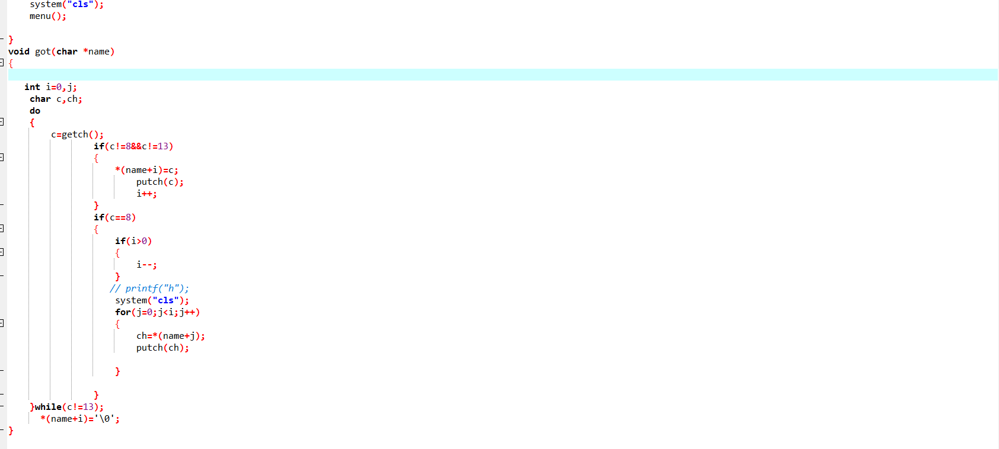 system("cls");
menu();
}
void got(char *name)
{
int i=0,j;
char c,ch;
do
{
c=getch();
if(c!=8&&c!=13)
{
*(name+i)=c;
putch(c);
i++;
}
if(c==8)
{
if(i>0)
{
i--;
}
// printf("h");
system("cls");
for(j=0;j<i;j++)
{
ch=*(name+j);
putch(ch);
}
}
}while(c!=13);
*(name+i)='\0';
}